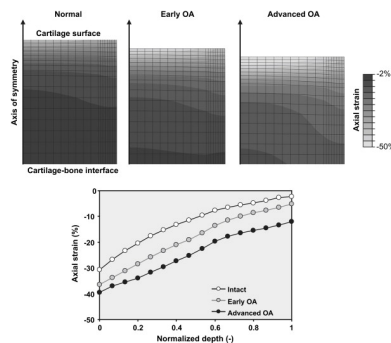 Normal
Early OA
Advanced OA
Cartilage surface
Axis of symmetry
Cartilage-bone interface
-2%
Axial strain
-50%
0
-10
-20
-30
-40
-50
Axial strain (%)
Intact
Early OA
Advanced OA
0
0.2
0.4
0.6
0.8
1
Normalized depth (-)